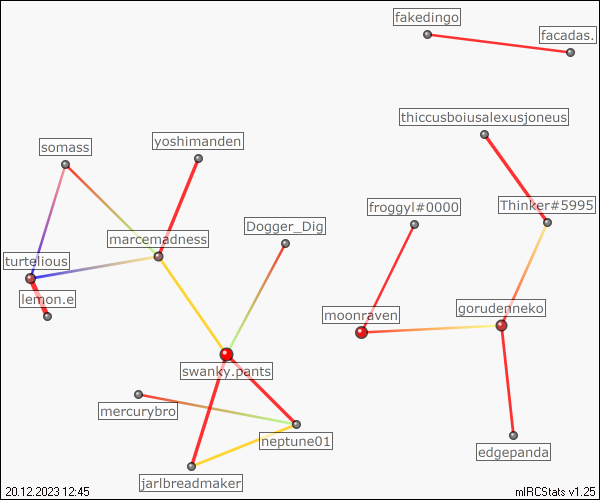 fakedingo
facadas.
thiccusboiusalexusjoneus
yoshimanden
somass
froggyl#0000
Thinker#5995
Dogger_Dig
marcemadness
turtelious
lemon.e
moonraven
gorudenneko
swanky.pants
mercurybro
neptune01
edgepanda
jarlbreadmaker
20.12.2023 12:45
mIRCStats v1.25